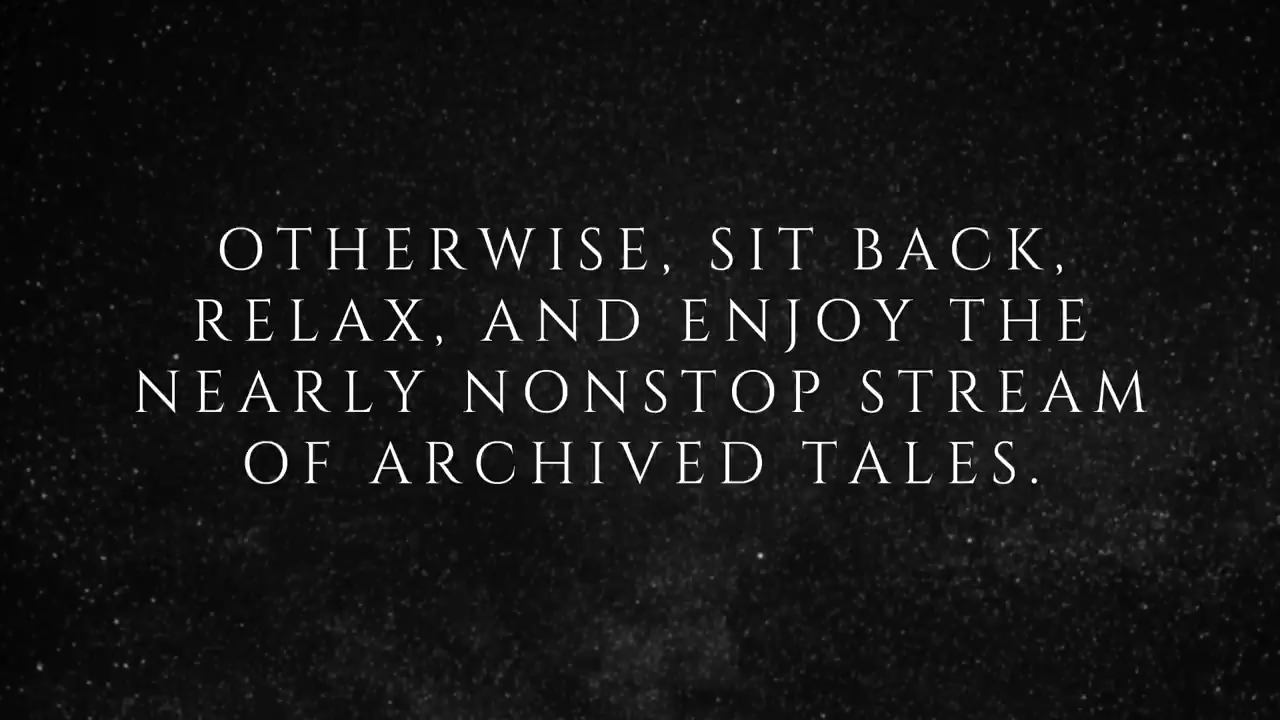 OTHERWISE, SIT BACK,
RELAX, AND ENJOY THE
NEARLY NONSTOP STREAM
OF ARCHIVED TALES.